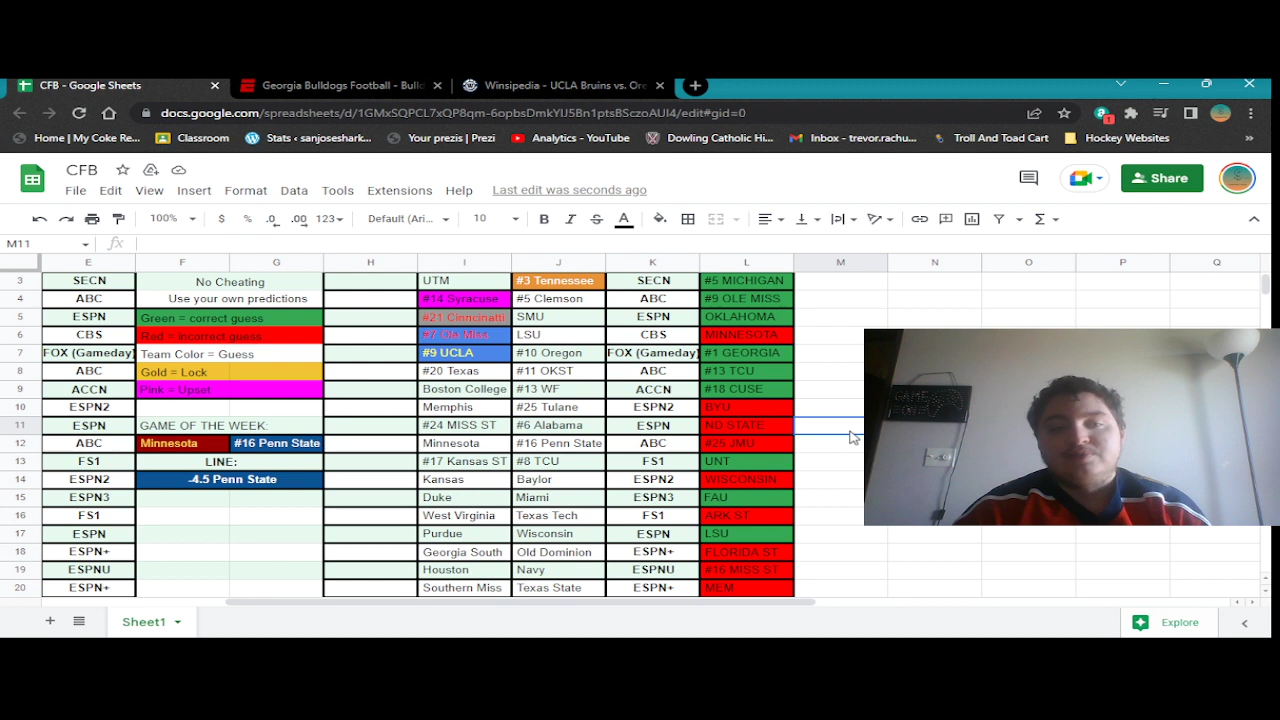 CFB - Google Sheets
Georgia Bulldogs Football - Bull
Winsipedia - UCLA Bruins vs. Ore
docs.google.com/spreadsheets/d/1GMxSQPCL7xQP8qm-6opbsDmkYU5Bn1ptsBSczoAUI4/edit#gid=0
Home | My Coke Re... Classroom Stats ‹ sanjoseshark... Your prezis | Prezi Analytics - YouTube Dowling Catholic Hi... Inbox - trevor.rachu... Troll And Toad Cart Hockey Websites »
CFB
File Edit View Insert Format Data Tools Extensions Help Last edit was seconds ago
Share
100% $ % .0 .00 123 Default (Ari... 10 B I S A
M11 fx
E F G H I J K L M N O P Q
3 SECN No Cheating UTM #3 Tennessee SECN #5 MICHIGAN
4 ABC Use your own predictions #14 Syracuse #5 Clemson ABC #9 OLE MISS
5 ESPN Green = correct guess #21 Cinncinatti SMU ESPN OKLAHOMA
6 CBS Red = incorrect guess #7 Ole Miss LSU CBS MINNESOTA
7 FOX (Gameday) Team Color = Guess #9 UCLA #10 Oregon FOX (Gameday) #1 GEORGIA
8 ABC Gold = Lock #20 Texas #11 OKST ABC #13 TCU
9 ACCN Pink = Upset Boston College #13 WF ACCN #18 CUSE
10 ESPN2 Memphis #25 Tulane ESPN2 BYU
11 ESPN GAME OF THE WEEK: #24 MISS ST #6 Alabama ESPN ND STATE
12 ABC Minnesota #16 Penn State Minnesota #16 Penn State ABC #25 JMU
13 FS1 LINE: #17 Kansas ST #8 TCU FS1 UNT
14 ESPN2 -4.5 Penn State Kansas Baylor ESPN2 WISCONSIN
15 ESPN3 Duke Miami ESPN3 FAU
16 FS1 West Virginia Texas Tech FS1 ARK ST
17 ESPN Purdue Wisconsin ESPN LSU
18 ESPN+ Georgia South Old Dominion ESPN+ FLORIDA ST
19 ESPNU Houston Navy ESPNU #16 MISS ST
20 ESPN+ Southern Miss Texas State ESPN+ MEM
Sheet1
Explore